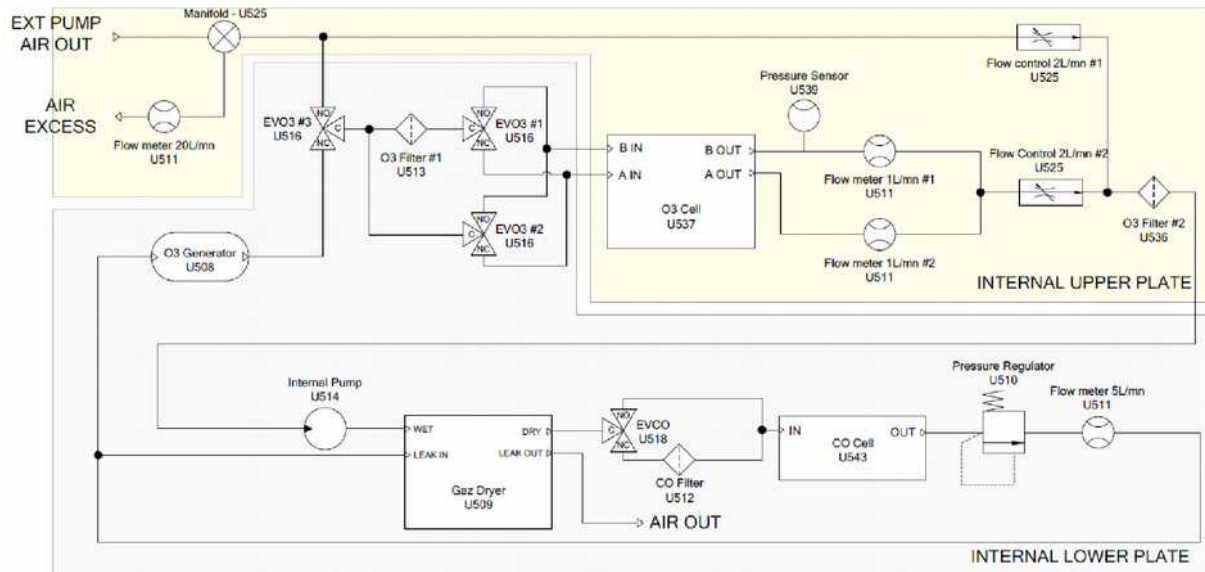 EXT PUMP
AIR OUT
Manifold - U525
AIR
EXCESS
Flow meter 20L/mn
U511
EVO3 #3
U516
NO
C
NC
O3 Filter #1
U513
NO
C
NC
EVO3 #1
U516
NO
C
NC
EVO3 #2
U516
B IN
A IN
B OUT
A OUT
O3 Cell
U537
Pressure Sensor
U539
Flow meter 1L/mn #1
U511
Flow meter 1L/mn #2
U511
Flow control 2L/mn #1
U525
Flow Control 2L/mn #2
U525
O3 Filter #2
U536
INTERNAL UPPER PLATE
O3 Generator
U508
Internal Pump
U514
WET
LEAK IN
DRY
LEAK OUT
Gaz Dryer
U509
AIR OUT
NO
C
NC
EVCO
U518
CO Filter
U512
IN
OUT
CO Cell
U543
Pressure Regulator
U510
Flow meter 5L/mn
U511
INTERNAL LOWER PLATE